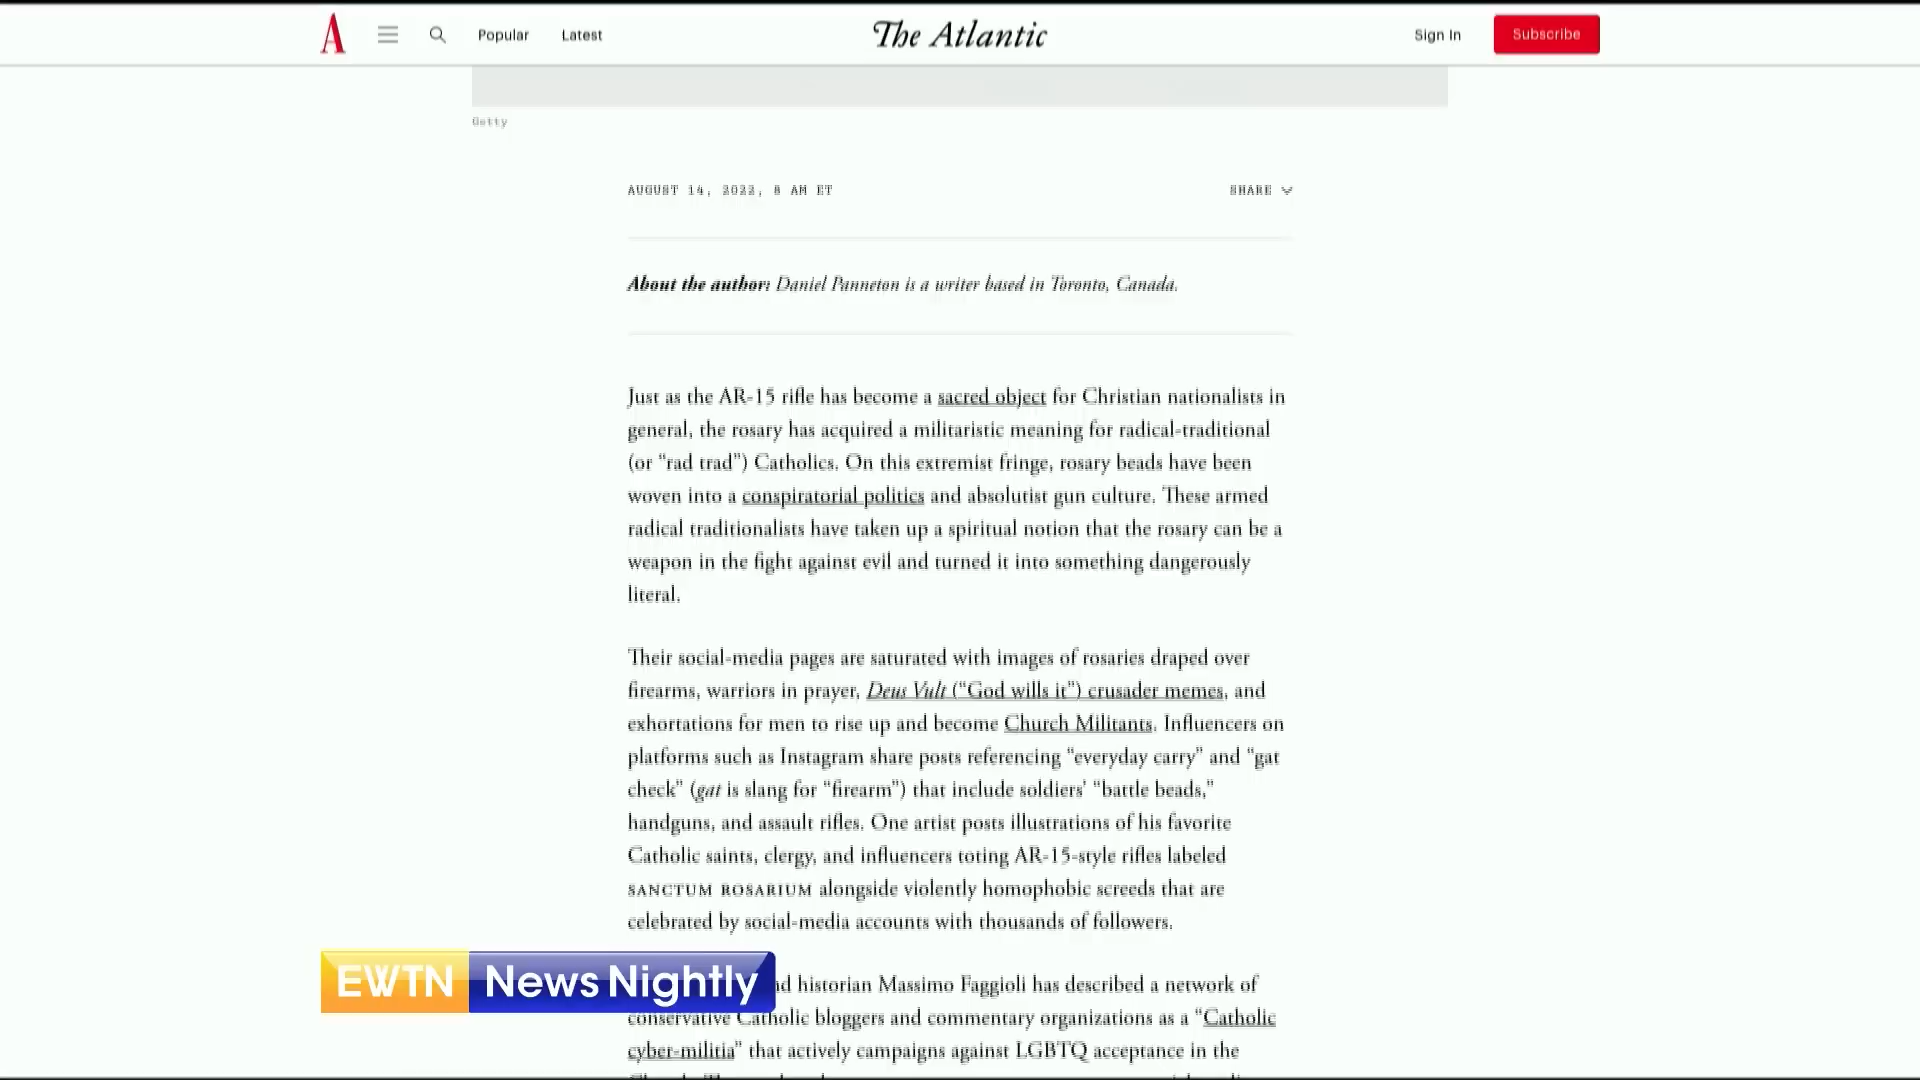 Popular Latest The Atlantic Sign In Subscribe
Getty
AUGUST 14, 2022, 8 AM ET SHARE
About the author: Daniel Panneton is a writer based in Toronto, Canada.
Just as the AR-15 rifle has become a sacred object for Christian nationalists in
general, the rosary has acquired a militaristic meaning for radical-traditional
(or “rad trad”) Catholics. On this extremist fringe, rosary beads have been
woven into a conspiratorial politics and absolutist gun culture. These armed
radical traditionalists have taken up a spiritual notion that the rosary can be a
weapon in the fight against evil and turned it into something dangerously
literal.
Their social-media pages are saturated with images of rosaries draped over
firearms, warriors in prayer, Deus Vult (“God wills it”) crusader memes, and
exhortations for men to rise up and become Church Militants. Influencers on
platforms such as Instagram share posts referencing “everyday carry” and “gat
check” (gat is slang for “firearm”) that include soldiers’ “battle beads,”
handguns, and assault rifles. One artist posts illustrations of his favorite
Catholic saints, clergy, and influencers toting AR-15-style rifles labeled
SANCTUM ROSARIUM alongside violently homophobic screeds that are
celebrated by social-media accounts with thousands of followers.
historian Massimo Faggioli has described a network of
EWTN News Nightly
conservative Catholic bloggers and commentary organizations as a “Catholic
cyber-militia” that actively campaigns against LGBTQ acceptance in the